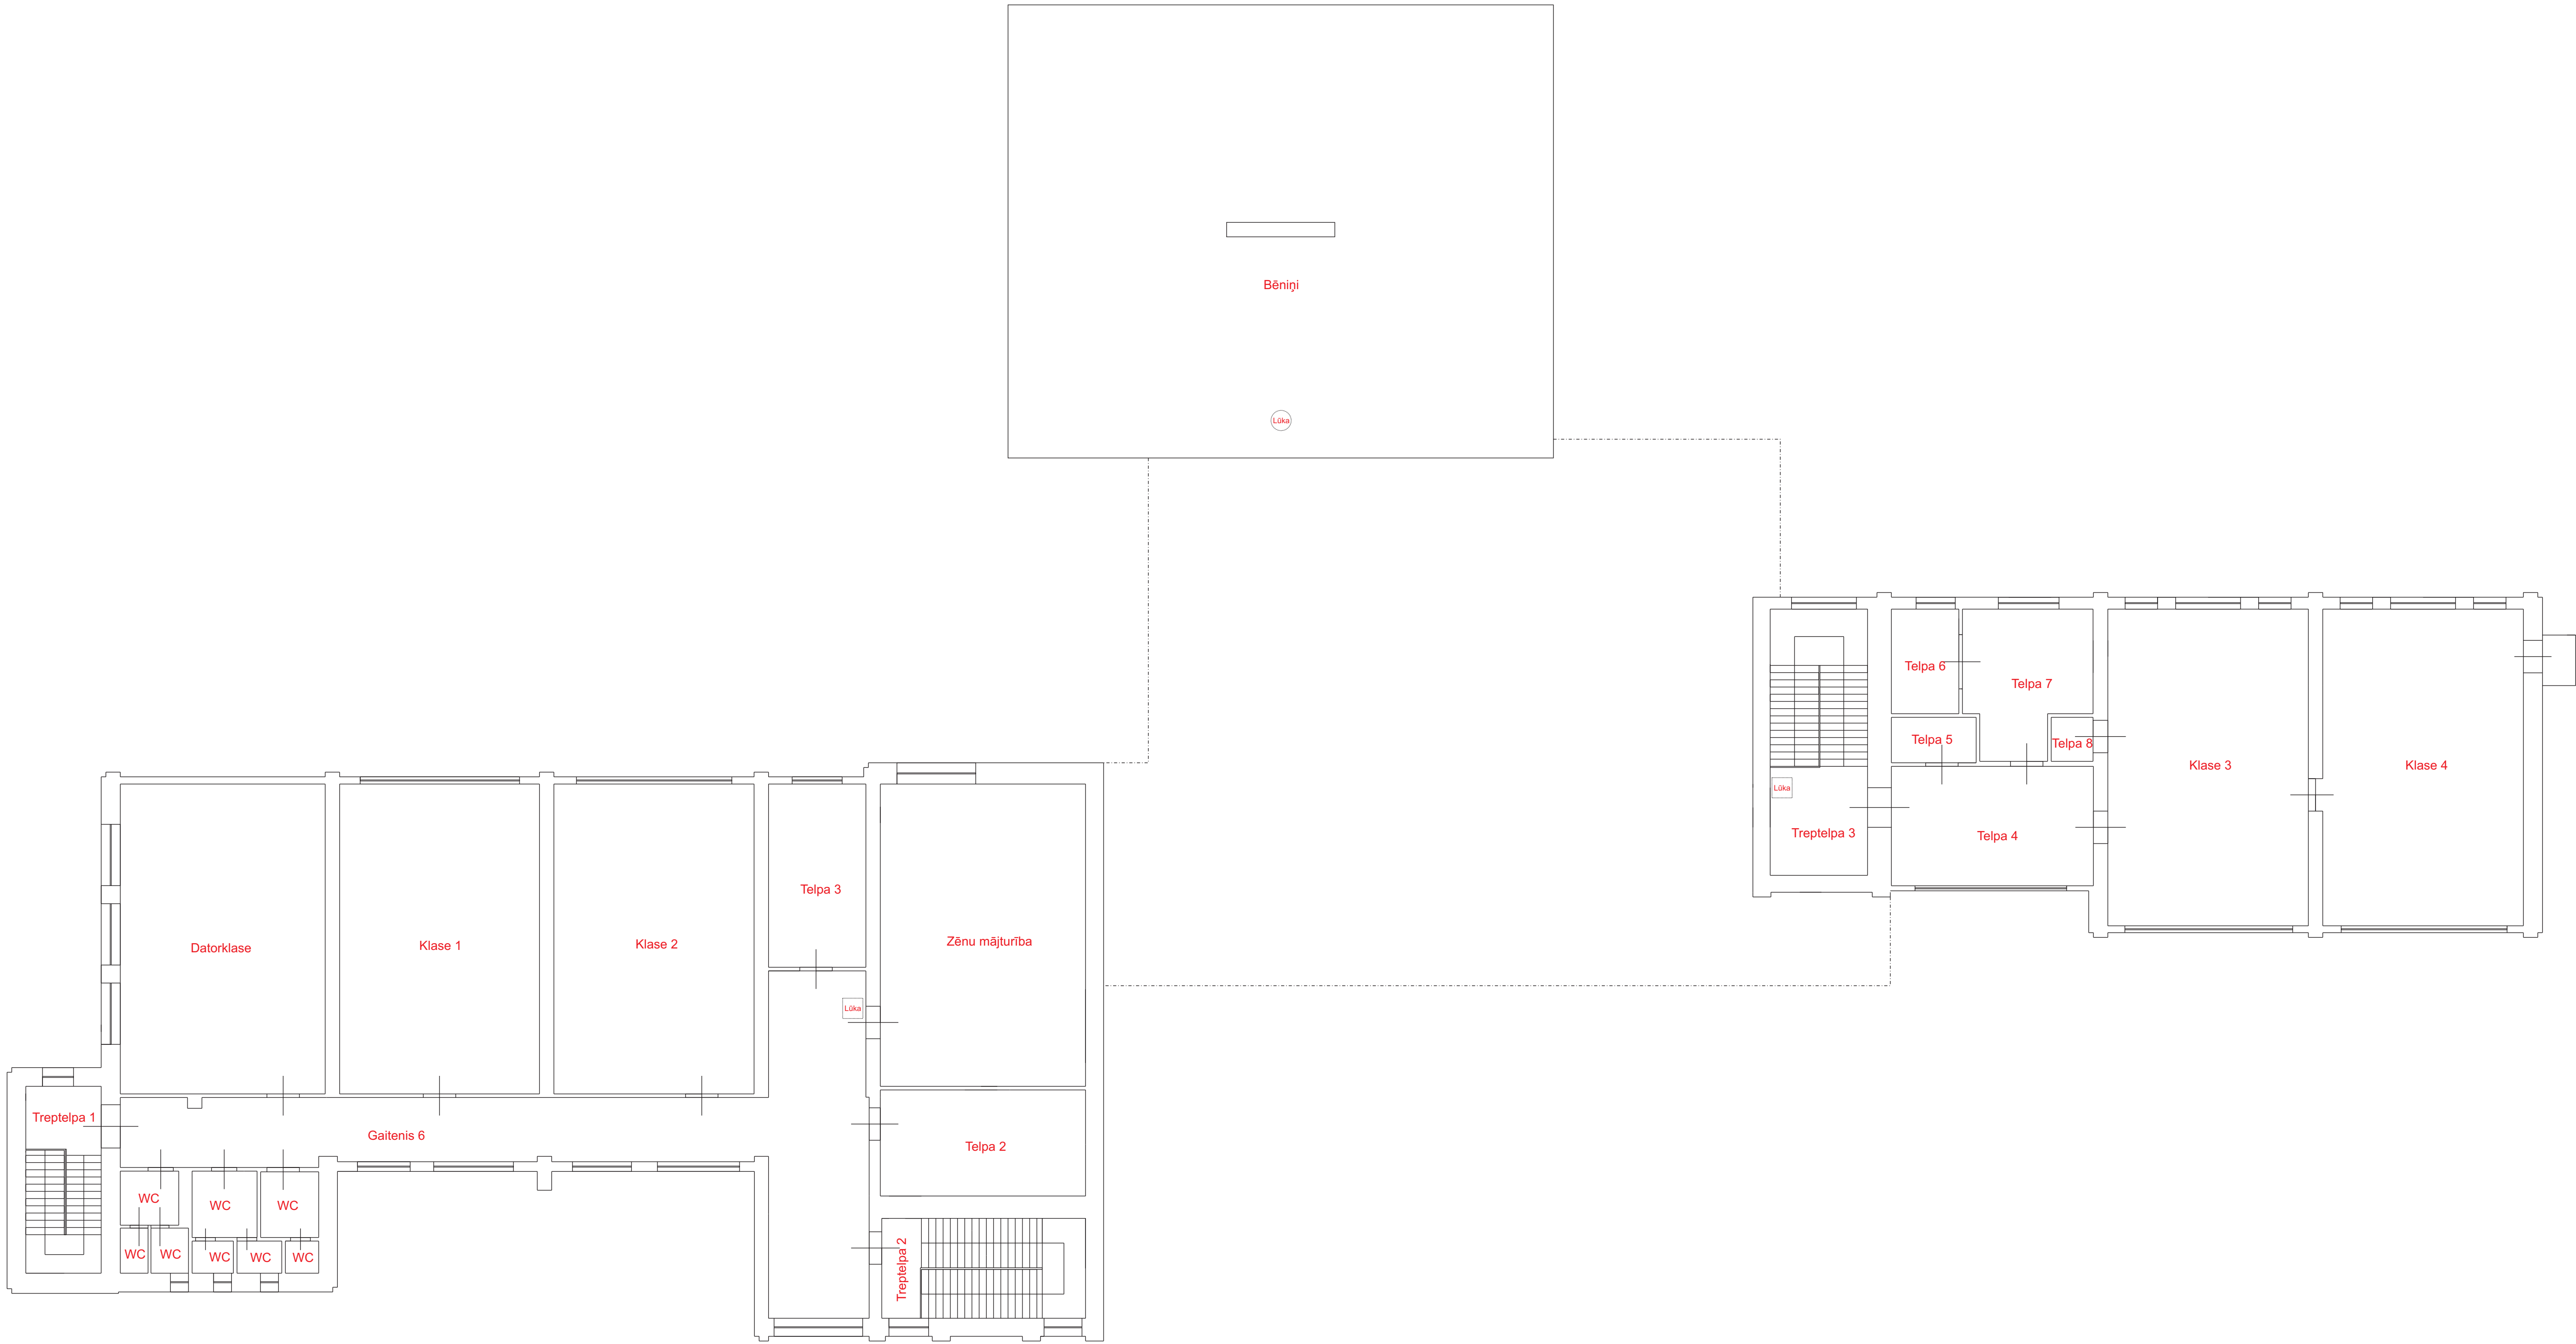 Bēniņi
Lūka
Telpa 6
Telpa 7
Telpa 5
Telpa 8
Klase 3
Klase 4
Lūka
Treptelpa 3
Telpa 4
Telpa 3
Datorklase
Klase 1
Klase 2
Zēnu mājturība
Lūka
Treptelpa 1
Gaitenis 6
Telpa 2
WC
WC
WC
WC
WC
WC
WC
WC
Treptelpa 2